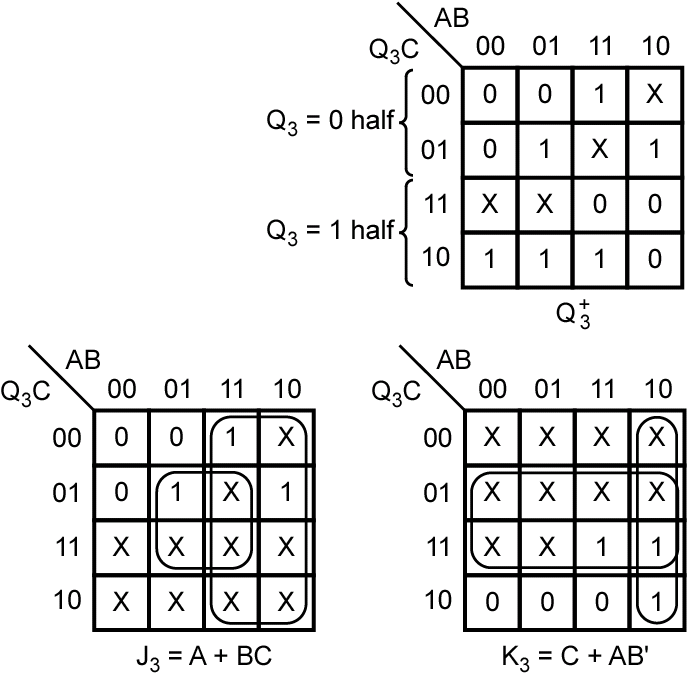 AB
Q₃C 00 01 11 10
Q₃ = 0 half
00 0 0 1 X
01 0 1 X 1
Q₃ = 1 half
11 X X 0 0
10 1 1 1 0
Q₃⁺
AB
Q₃C 00 01 11 10
00 0 0 1 X
01 0 1 X 1
11 X X X X
10 X X X X
J₃ = A + BC
AB
Q₃C 00 01 11 10
00 X X X X
01 X X X X
11 X X 1 1
10 0 0 0 1
K₃ = C + AB'